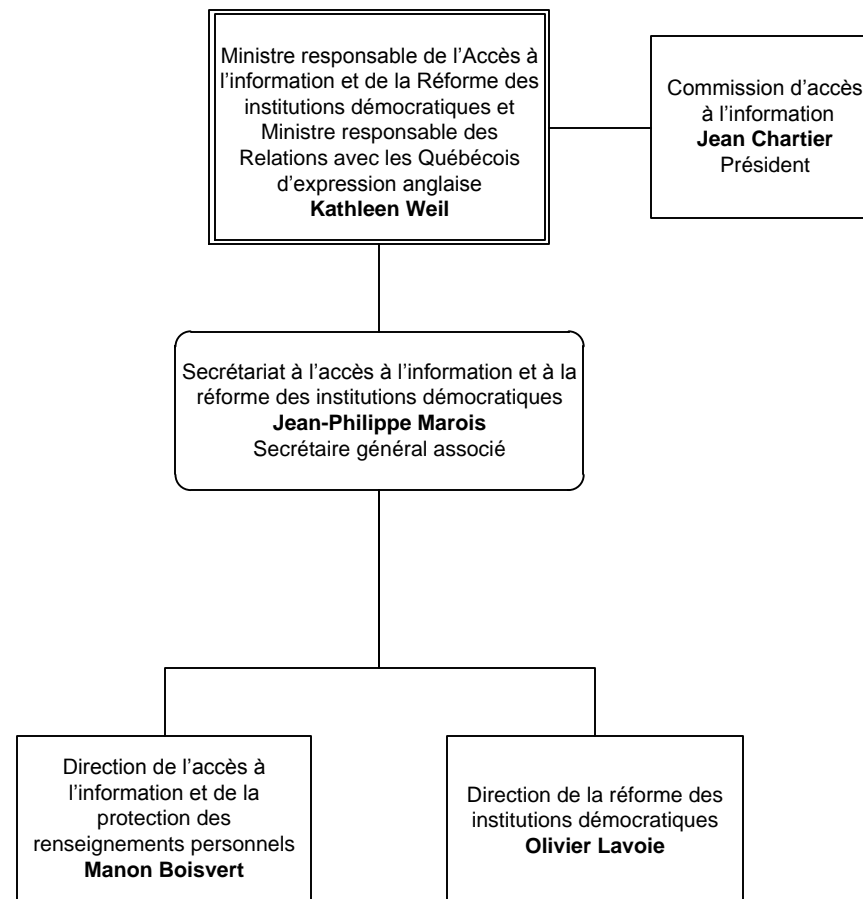 Ministre responsable de l’Accès à
l’information et de la Réforme des
institutions démocratiques et
Ministre responsable des
Relations avec les Québécois
d’expression anglaise
Kathleen Weil
Commission d’accès
à l’information
Jean Chartier
Président
Secrétariat à l’accès à l’information et à la
réforme des institutions démocratiques
Jean-Philippe Marois
Secrétaire général associé
Direction de l’accès à
l’information et de la
protection des
renseignements personnels
Manon Boisvert
Direction de la réforme des
institutions démocratiques
Olivier Lavoie